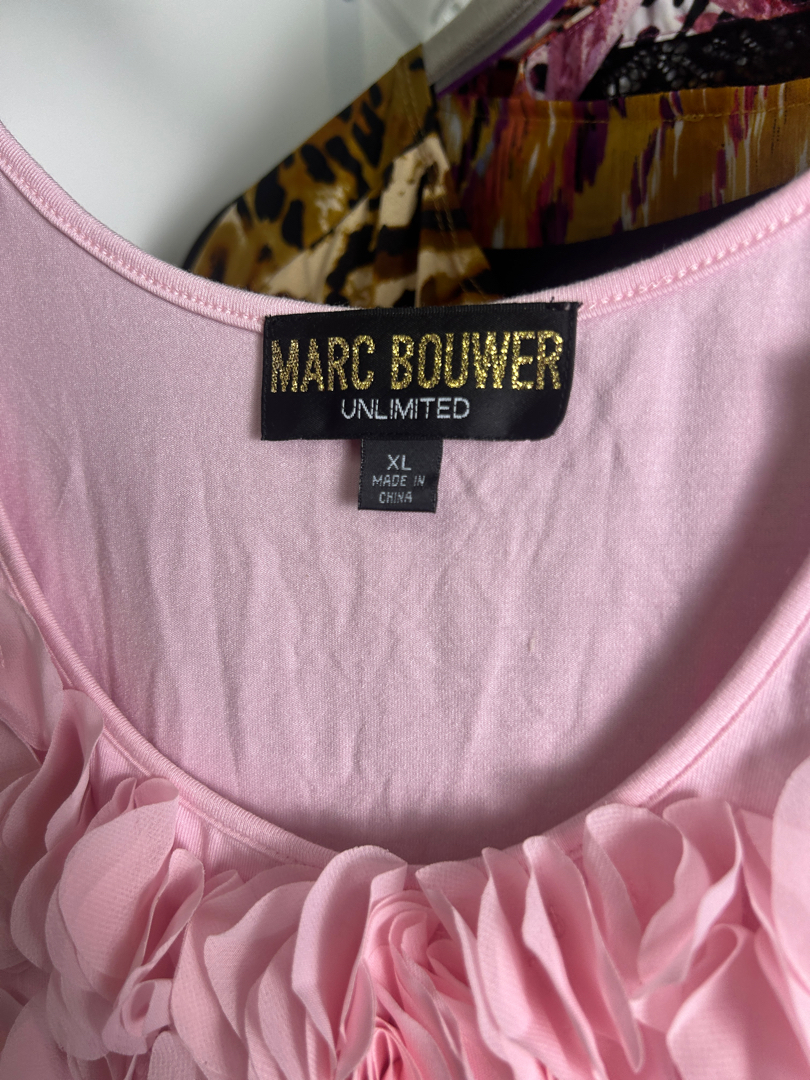 MARC BOUWER
UNLIMITED
XL
MADE IN
CHINA